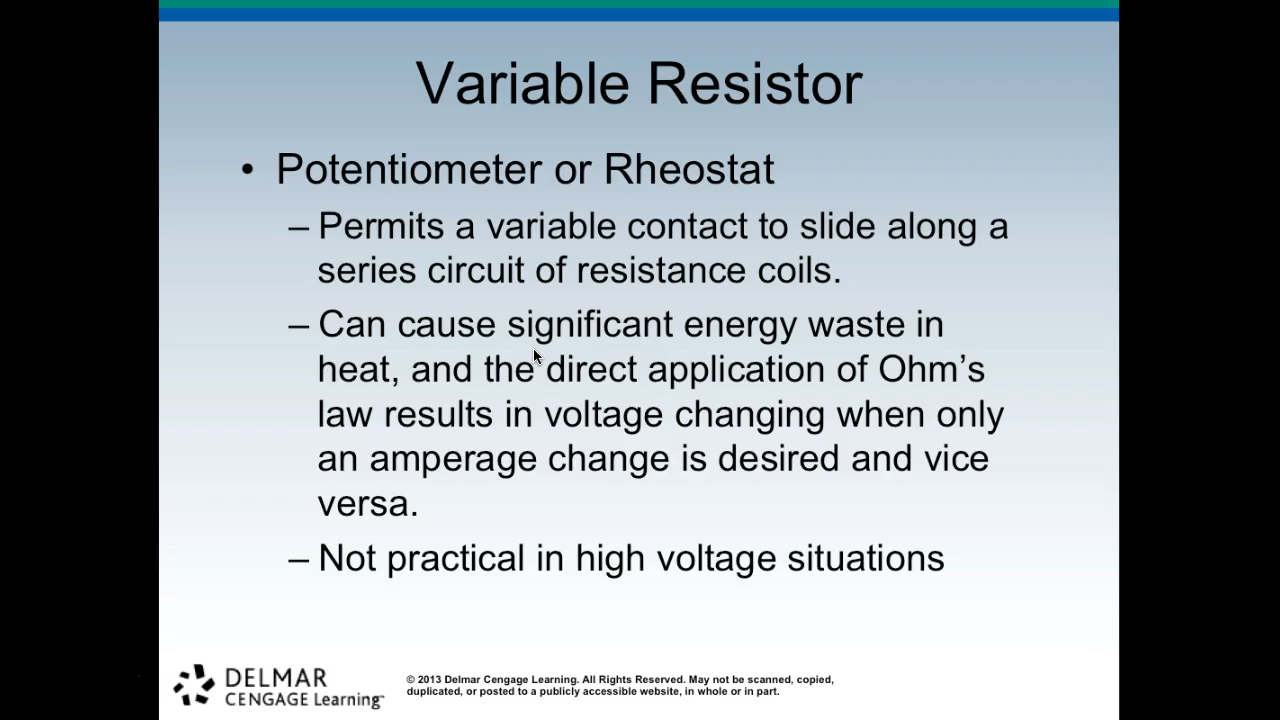 Variable Resistor
• Potentiometer or Rheostat
– Permits a variable contact to slide along a
series circuit of resistance coils.
– Can cause significant energy waste in
heat, and the direct application of Ohm’s
law results in voltage changing when only
an amperage change is desired and vice
versa.
– Not practical in high voltage situations
DELMAR
CENGAGE Learning™
© 2013 Delmar Cengage Learning. All Rights Reserved. May not be scanned, copied,
duplicated, or posted to a publicly accessible website, in whole or in part.